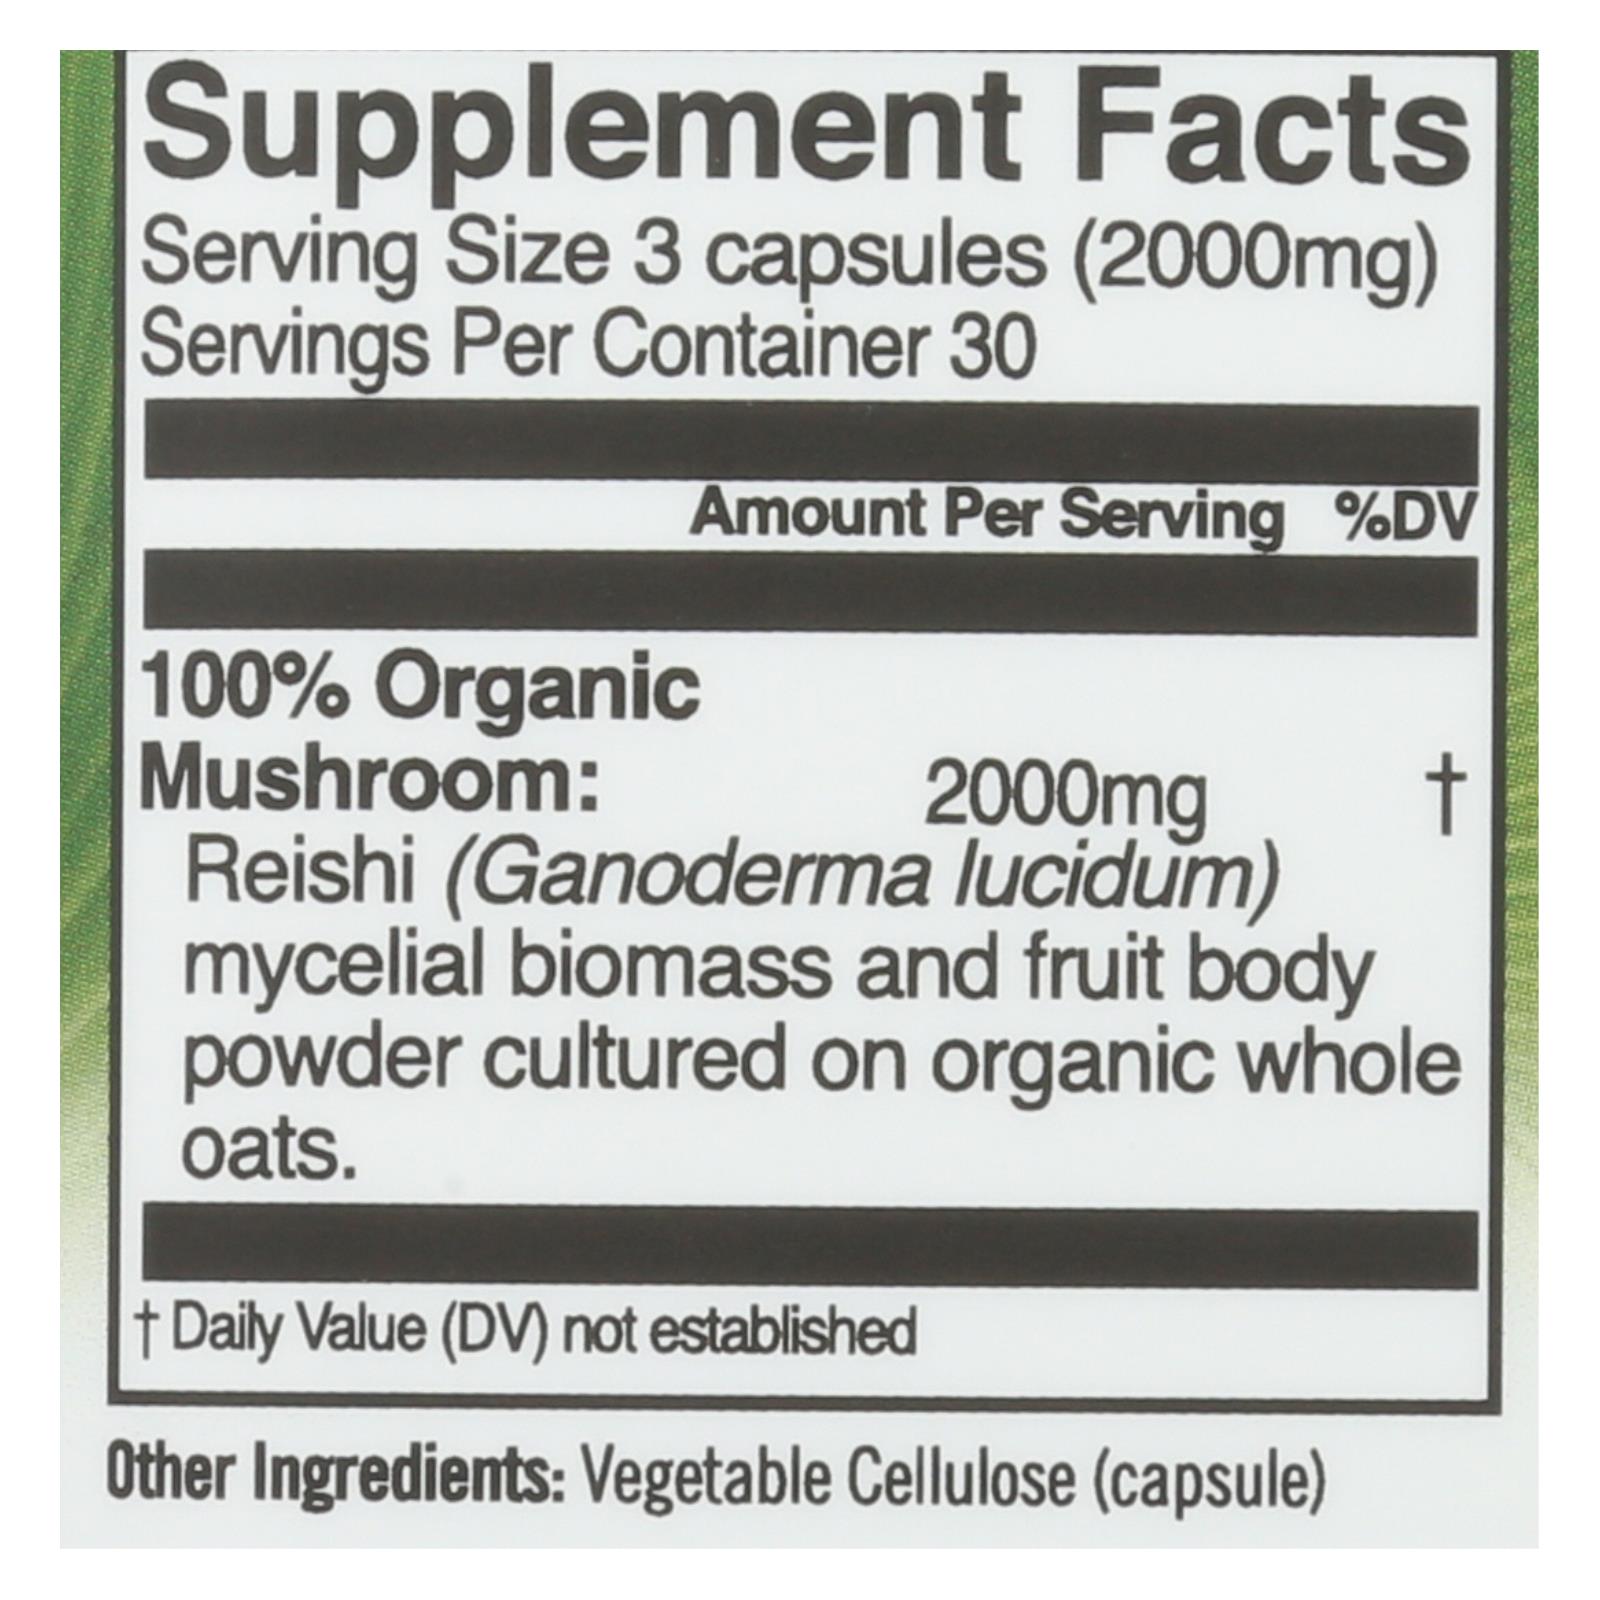 Supplement Facts
Serving Size 3 capsules (2000mg)
Servings Per Container 30
Amount Per Serving %DV
100% Organic
Mushroom: 2000mg †
Reishi (Ganoderma lucidum)
mycelial biomass and fruit body
powder cultured on organic whole
oats.
† Daily Value (DV) not established
Other Ingredients: Vegetable Cellulose (capsule)